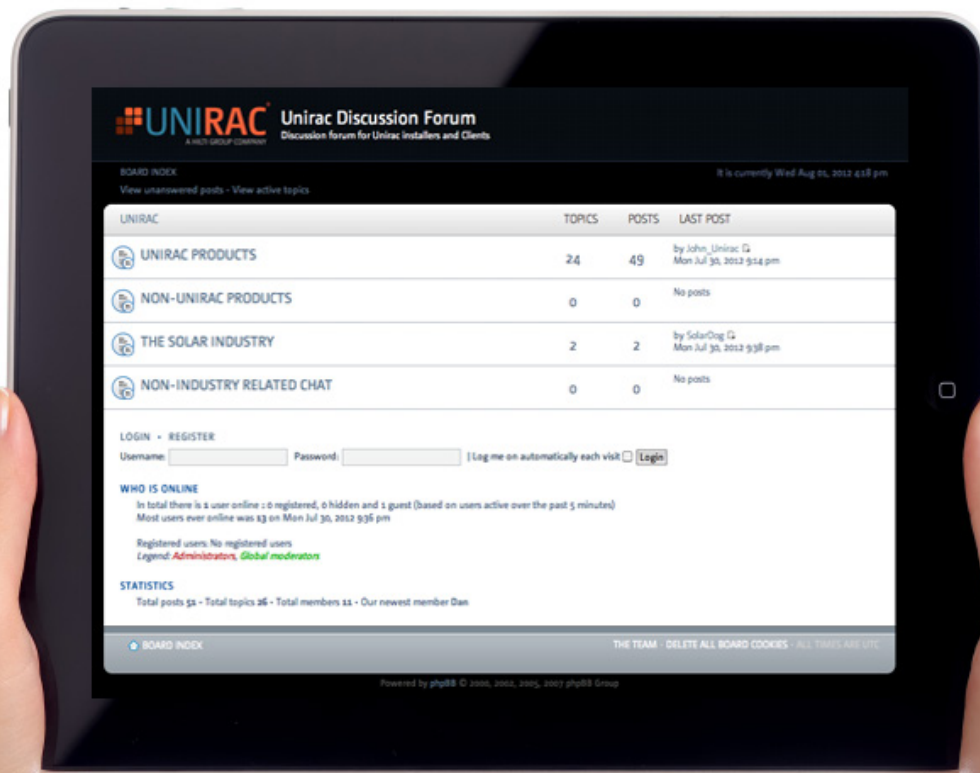 UNIRAC
A HILTI GROUP COMPANY
Unirac Discussion Forum
Discussion forum for Unirac installers and Clients
BOARD INDEX
It is currently Wed Aug 01, 2012 4:18 pm
View unanswered posts - View active topics
UNIRAC TOPICS POSTS LAST POST
UNIRAC PRODUCTS 24 49 by John_Unirac
Mon Jul 30, 2012 9:14 pm
NON-UNIRAC PRODUCTS 0 0 No posts
THE SOLAR INDUSTRY 2 2 by SolarDog
Mon Jul 30, 2012 9:38 pm
NON-INDUSTRY RELATED CHAT 0 0 No posts
LOGIN • REGISTER
Username: Password: | Log me on automatically each visit Login
WHO IS ONLINE
In total there is 1 user online : 0 registered, 0 hidden and 1 guest (based on users active over the past 5 minutes)
Most users ever online was 13 on Mon Jul 30, 2012 9:36 pm
Registered users: No registered users
Legend: Administrators, Global moderators
STATISTICS
Total posts 51 • Total topics 26 • Total members 11 • Our newest member Dan
BOARD INDEX THE TEAM • DELETE ALL BOARD COOKIES • ALL TIMES ARE UTC
Powered by phpBB © 2000, 2002, 2005, 2007 phpBB Group